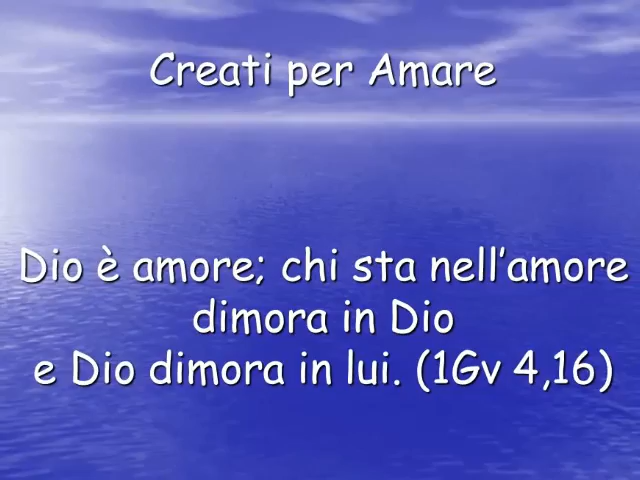 Creati per Amare
Dio è amore; chi sta nell’amore
dimora in Dio
e Dio dimora in lui. (1Gv 4,16)